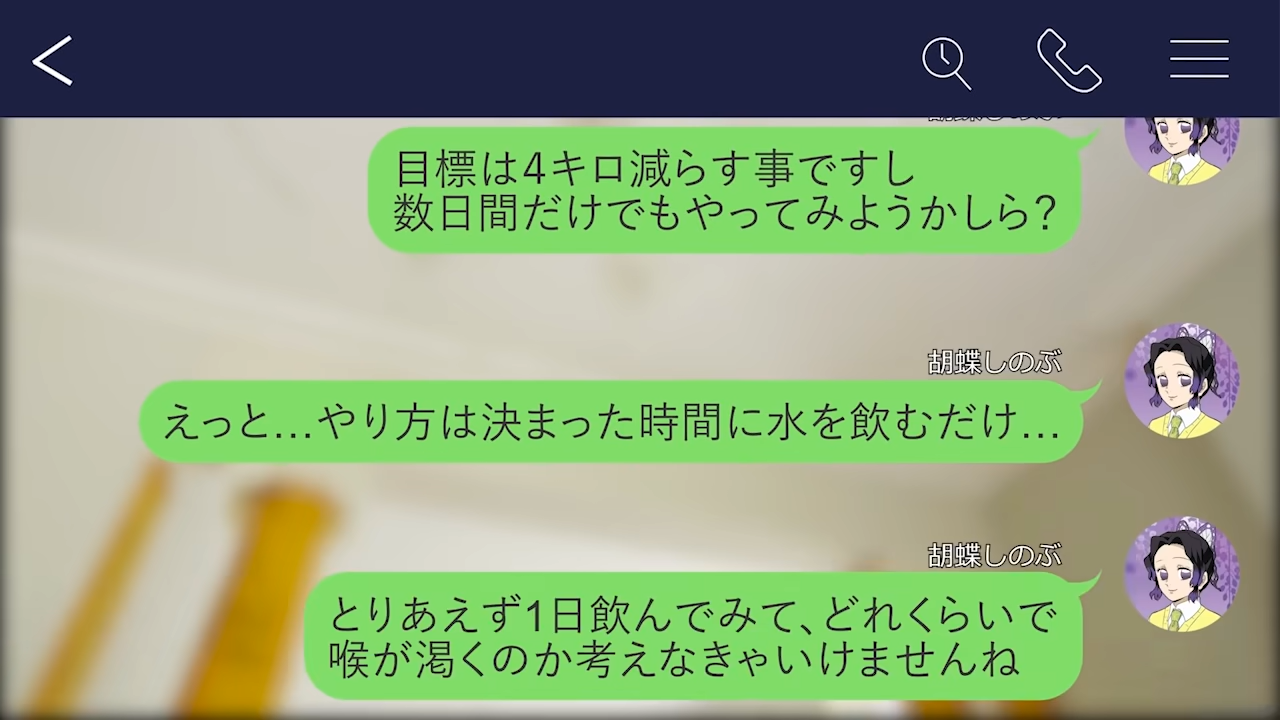 目標は4キロ減らす事ですし
数日間だけでもやってみようかしら?
胡蝶しのぶ
えっと…やり方は決まった時間に水を飲むだけ…
胡蝶しのぶ
とりあえず1日飲んでみて、どれくらいで
喉が渇くのか考えなきゃいけませんね